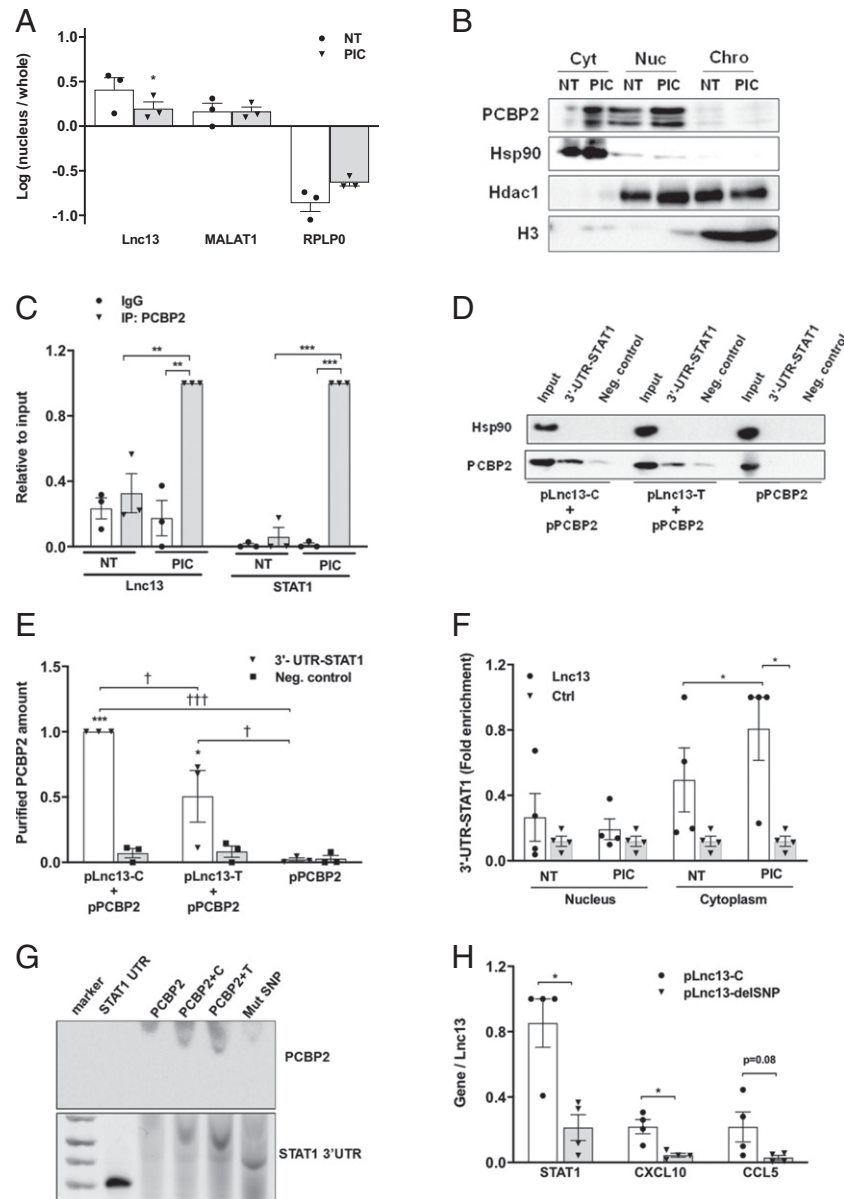 A
Log (nucleus / whole)
1.0
0.5
0.0
-0.5
-1.0
NT
PIC
*
Lnc13 MALAT1 RPLP0
B
Cyt Nuc Chro
NT PIC NT PIC NT PIC
PCBP2
Hsp90
Hdac1
H3
C
IgG
IP: PCBP2
Relative to input
1.2
0.8
0.4
0.0
** ***
** ***
NT PIC NT PIC
Lnc13 STAT1
D
Input 3'-UTR-STAT1 Neg. control Input 3'-UTR-STAT1 Neg. control Input 3'-UTR-STAT1 Neg. control
Hsp90
PCBP2
pLnc13-C + pPCBP2
pLnc13-T + pPCBP2
pPCBP2
E
Purified PCBP2 amount
1.5
1.0
0.5
0.0
3'- UTR-STAT1
Neg. control
†
†††
†
***
*
pLnc13-C + pPCBP2
pLnc13-T + pPCBP2
pPCBP2
F
3'-UTR-STAT1 (Fold enrichment)
1.2
0.8
0.4
0.0
Lnc13
Ctrl
* *
NT PIC NT PIC
Nucleus Cytoplasm
G
marker STAT1 UTR PCBP2 PCBP2+C PCBP2+T Mut SNP
PCBP2
STAT1 3'UTR
H
Gene / Lnc13
1.2
0.8
0.4
0.0
pLnc13-C
pLnc13-delSNP
*
*
p=0.08
STAT1 CXCL10 CCL5